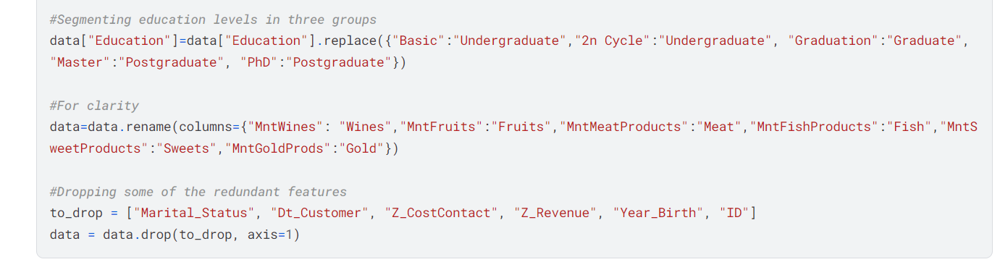 #Segmenting education levels in three groups
data["Education"]=data["Education"].replace({"Basic":"Undergraduate","2n Cycle":"Undergraduate", "Graduation":"Graduate",
"Master":"Postgraduate", "PhD":"Postgraduate"})
#For clarity
data=data.rename(columns={"MntWines": "Wines","MntFruits":"Fruits","MntMeatProducts":"Meat","MntFishProducts":"Fish","MntS
weetProducts":"Sweets","MntGoldProds":"Gold"})
#Dropping some of the redundant features
to_drop = ["Marital_Status", "Dt_Customer", "Z_CostContact", "Z_Revenue", "Year_Birth", "ID"]
data = data.drop(to_drop, axis=1)